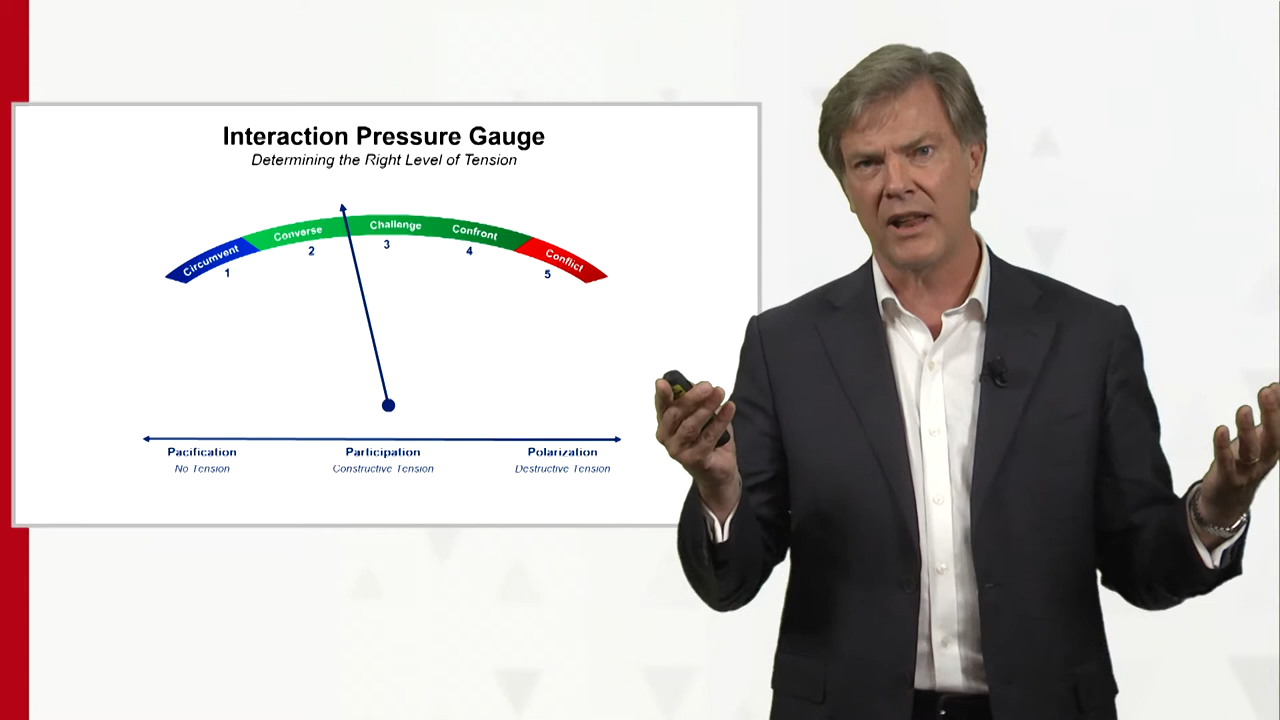 Interaction Pressure Gauge
Determining the Right Level of Tension
Circumvent
Converse
Challenge
Confront
Conflict
1
2
3
4
5
Pacification
Participation
Polarization
No Tension
Constructive Tension
Destructive Tension